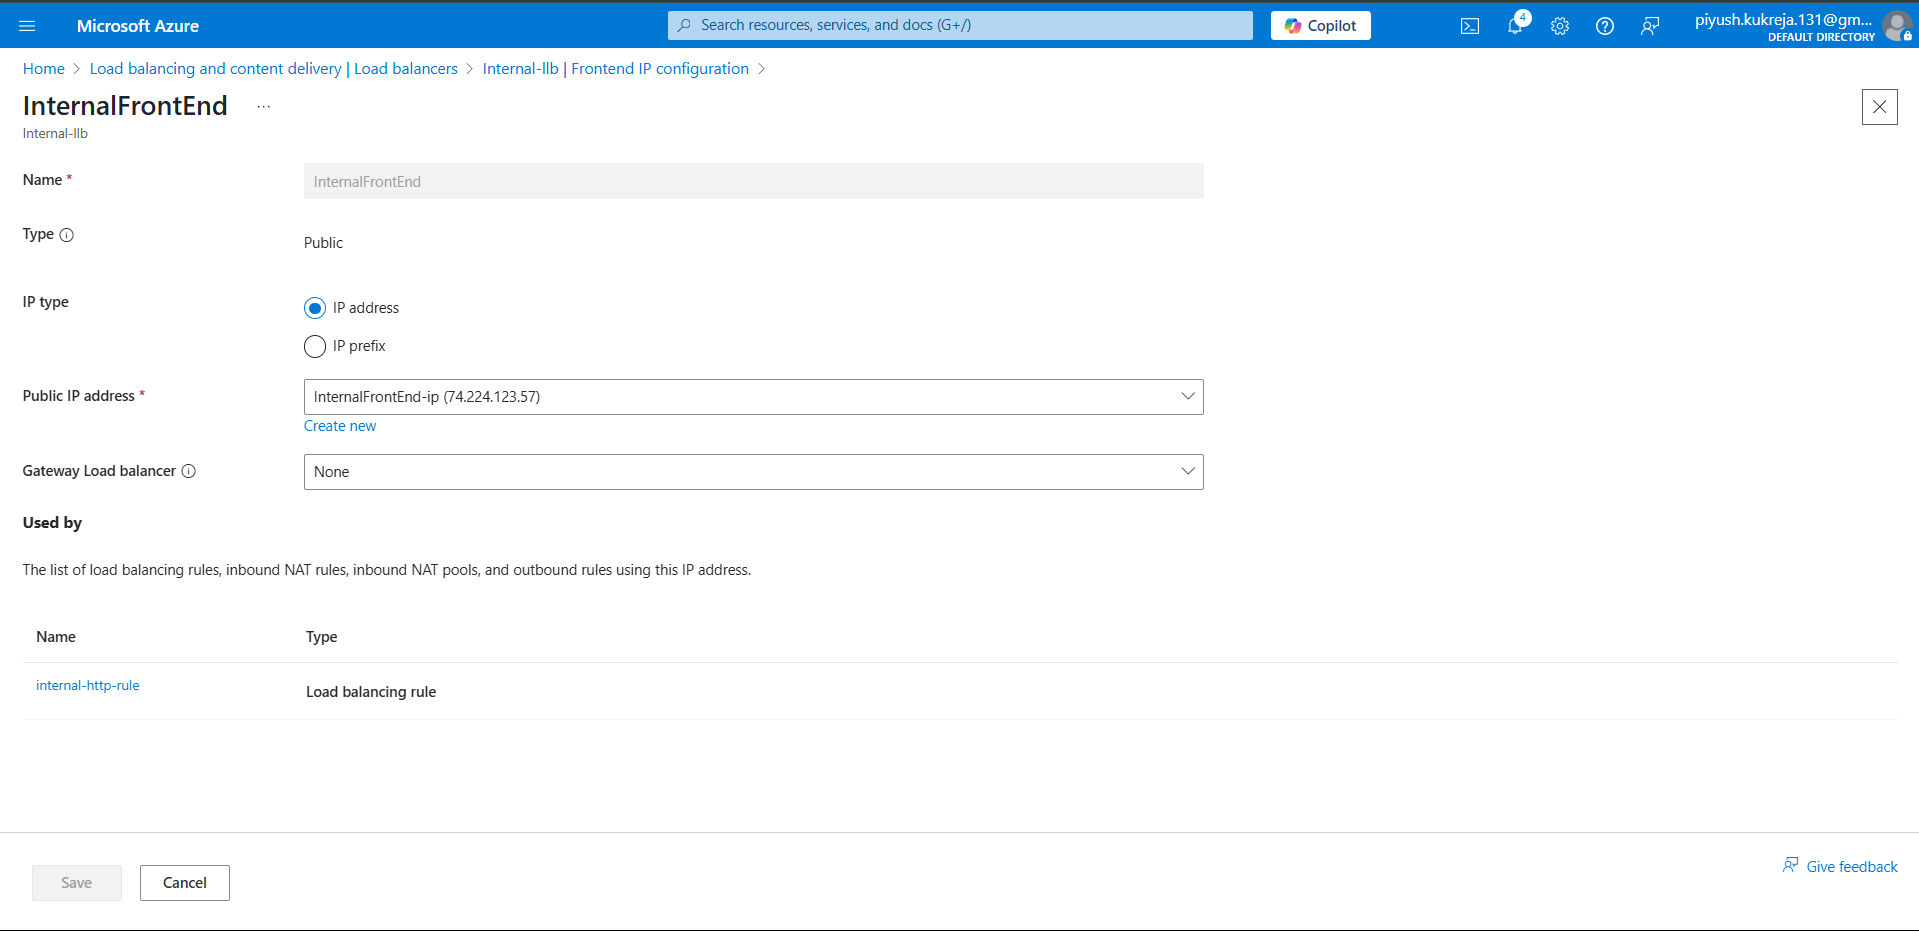 Microsoft Azure
Search resources, services, and docs (G+/)
Copilot
4
piyush.kukreja.131@gm...
DEFAULT DIRECTORY
Home > Load balancing and content delivery | Load balancers > Internal-llb | Frontend IP configuration >
InternalFrontEnd ...
Internal-llb
Name *
InternalFrontEnd
Type
Public
IP type
IP address
IP prefix
Public IP address *
InternalFrontEnd-ip (74.224.123.57)
Create new
Gateway Load balancer
None
Used by
The list of load balancing rules, inbound NAT rules, inbound NAT pools, and outbound rules using this IP address.
Name Type
internal-http-rule Load balancing rule
Give feedback
Save Cancel